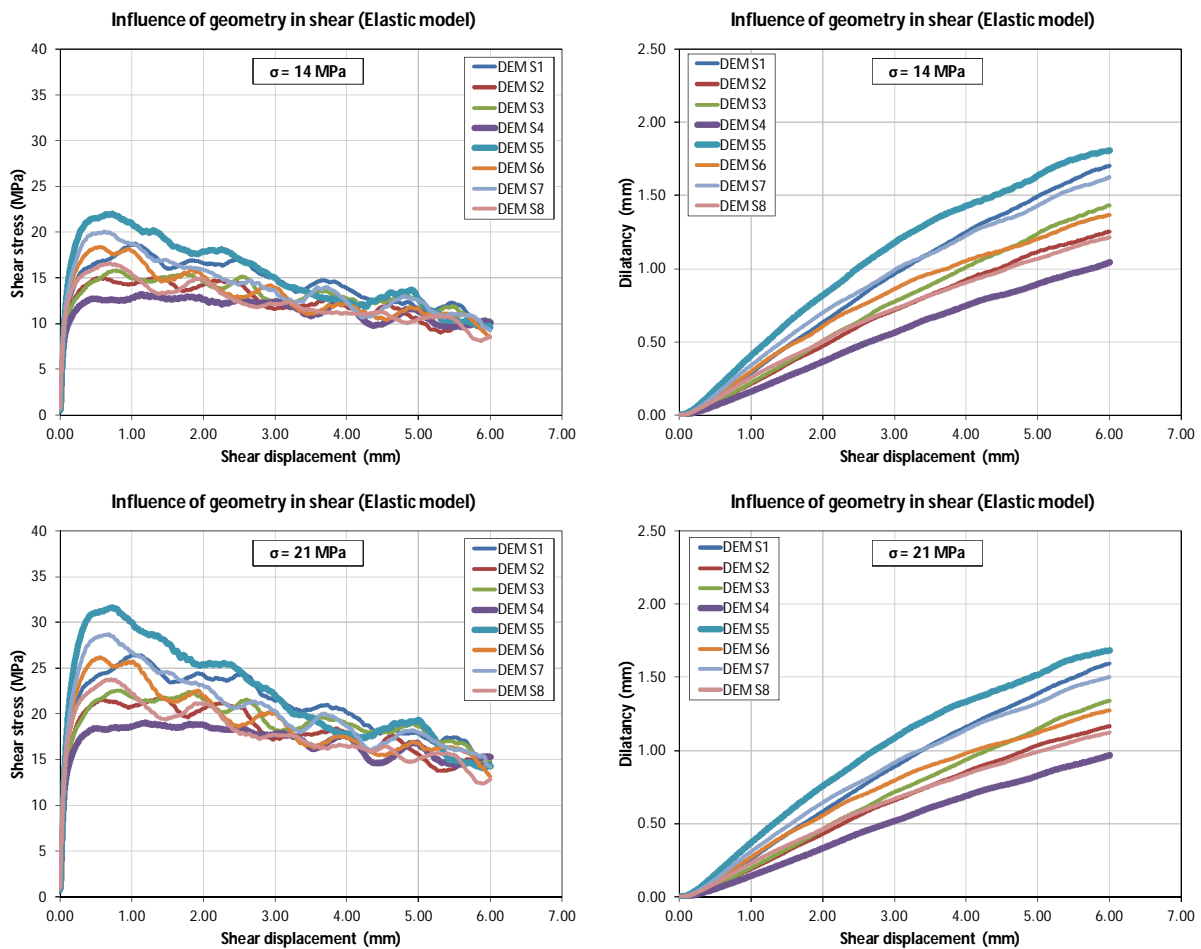 Influence of geometry in shear (Elastic model)
40
35
30
25
20
15
10
5
0
Shear stress (MPa)
σ = 14 MPa
DEM S1
DEM S2
DEM S3
DEM S4
DEM S5
DEM S6
DEM S7
DEM S8
0.00 1.00 2.00 3.00 4.00 5.00 6.00 7.00
Shear displacement (mm)
Influence of geometry in shear (Elastic model)
2.50
2.00
1.50
1.00
0.50
0.00
Dilatancy (mm)
σ = 14 MPa
DEM S1
DEM S2
DEM S3
DEM S4
DEM S5
DEM S6
DEM S7
DEM S8
0.00 1.00 2.00 3.00 4.00 5.00 6.00 7.00
Shear displacement (mm)
Influence of geometry in shear (Elastic model)
40
35
30
25
20
15
10
5
0
Shear stress (MPa)
σ = 21 MPa
DEM S1
DEM S2
DEM S3
DEM S4
DEM S5
DEM S6
DEM S7
DEM S8
0.00 1.00 2.00 3.00 4.00 5.00 6.00 7.00
Shear displacement (mm)
Influence of geometry in shear (Elastic model)
2.50
2.00
1.50
1.00
0.50
0.00
Dilatancy (mm)
σ = 21 MPa
DEM S1
DEM S2
DEM S3
DEM S4
DEM S5
DEM S6
DEM S7
DEM S8
0.00 1.00 2.00 3.00 4.00 5.00 6.00 7.00
Shear displacement (mm)